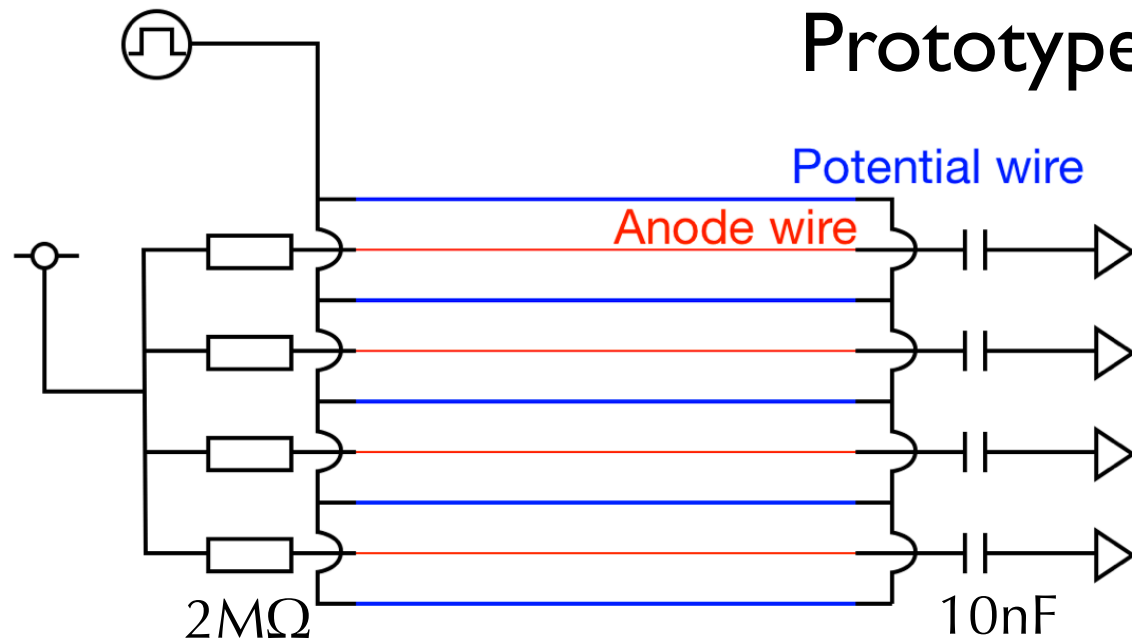 Prototype
Potential wire
Anode wire
2MΩ
10nF